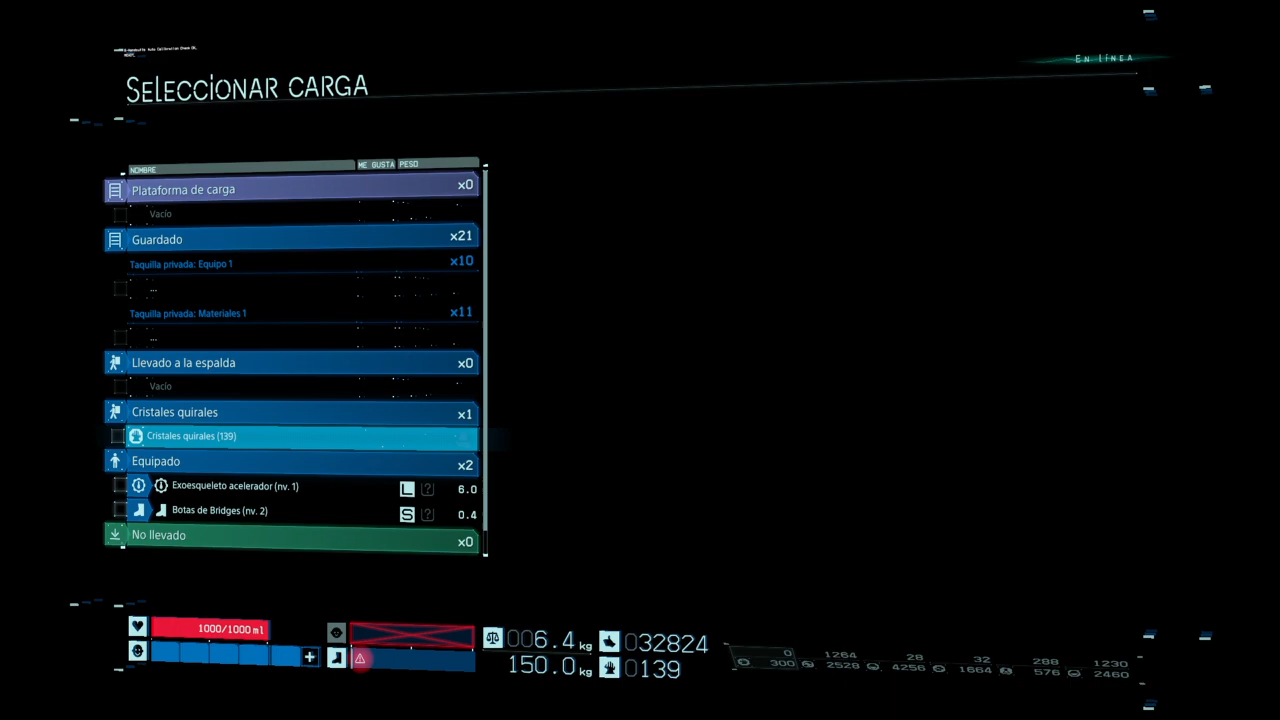 SELECCIONAR CARGA
EN LÍNEA
NOMBRE ME GUSTA PESO
Plataforma de carga x0
Vacío
Guardado x21
Taquilla privada: Equipo 1 x10
...
Taquilla privada: Materiales 1 x11
...
Llevado a la espalda x0
Vacío
Cristales quirales x1
Cristales quirales (139)
Equipado x2
Exoesqueleto acelerador (nv. 1) L ? 6.0
Botas de Bridges (nv. 2) S ? 0.4
No llevado x0
1000/1000 ml
006.4 kg 032824
150.0 kg 0139
0 1264 28 32 288 1230
300 2528 4256 1664 576 2460